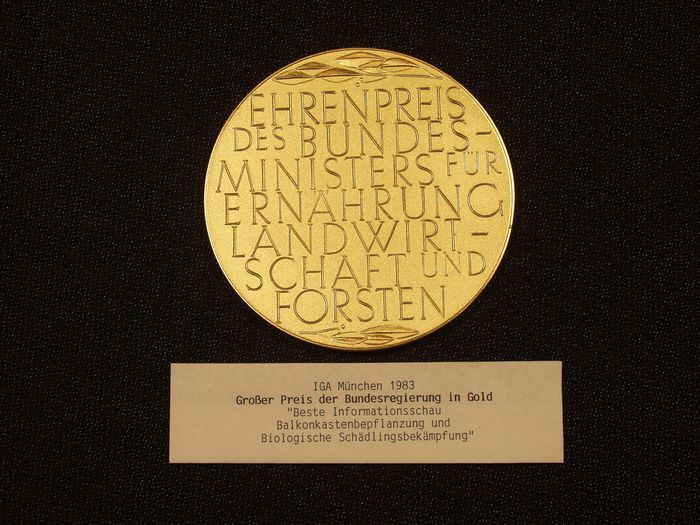 EHRENPREIS
DES BUNDES-
MINISTERS FÜR
ERNÄHRUNG
LANDWIRT-
SCHAFT UND
FORSTEN
IGA München 1983
Großer Preis der Bundesregierung in Gold
"Beste Informationsschau
Balkonkastenbepflanzung und
Biologische Schädlingsbekämpfung"